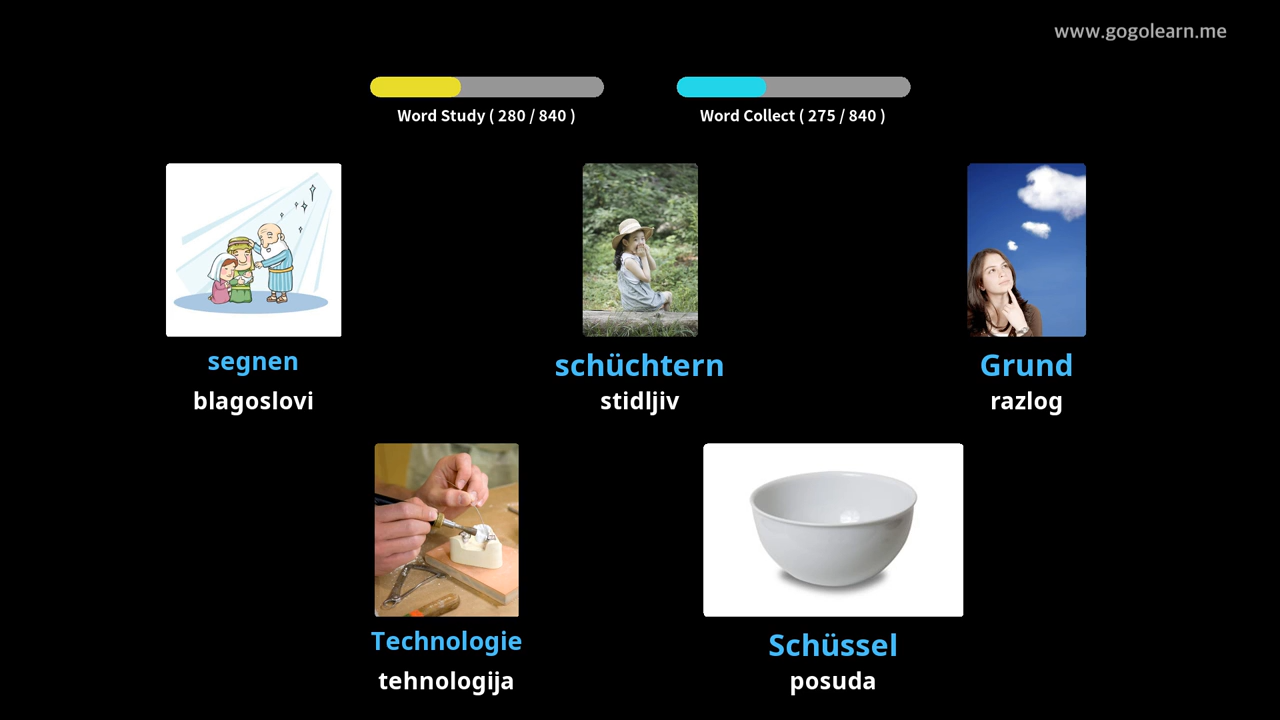 www.gogolearn.me
Word Study ( 280 / 840 )
Word Collect ( 275 / 840 )
segnen
blagoslovi
schüchtern
stidljiv
Grund
razlog
Technologie
tehnologija
Schüssel
posuda